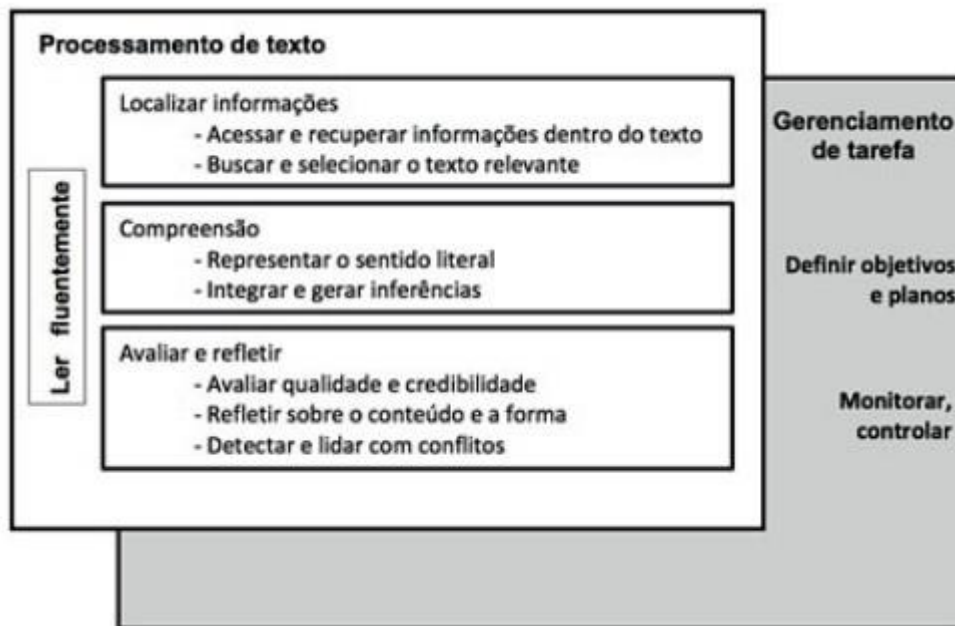 Processamento de texto
Ler fluentemente
Localizar informações
- Acessar e recuperar informações dentro do texto
- Buscar e selecionar o texto relevante
Compreensão
- Representar o sentido literal
- Integrar e gerar inferências
Avaliar e refletir
- Avaliar qualidade e credibilidade
- Refletir sobre o conteúdo e a forma
- Detectar e lidar com conflitos
Gerenciamento
de tarefa
Definir objetivos
e planos
Monitorar,
controlar